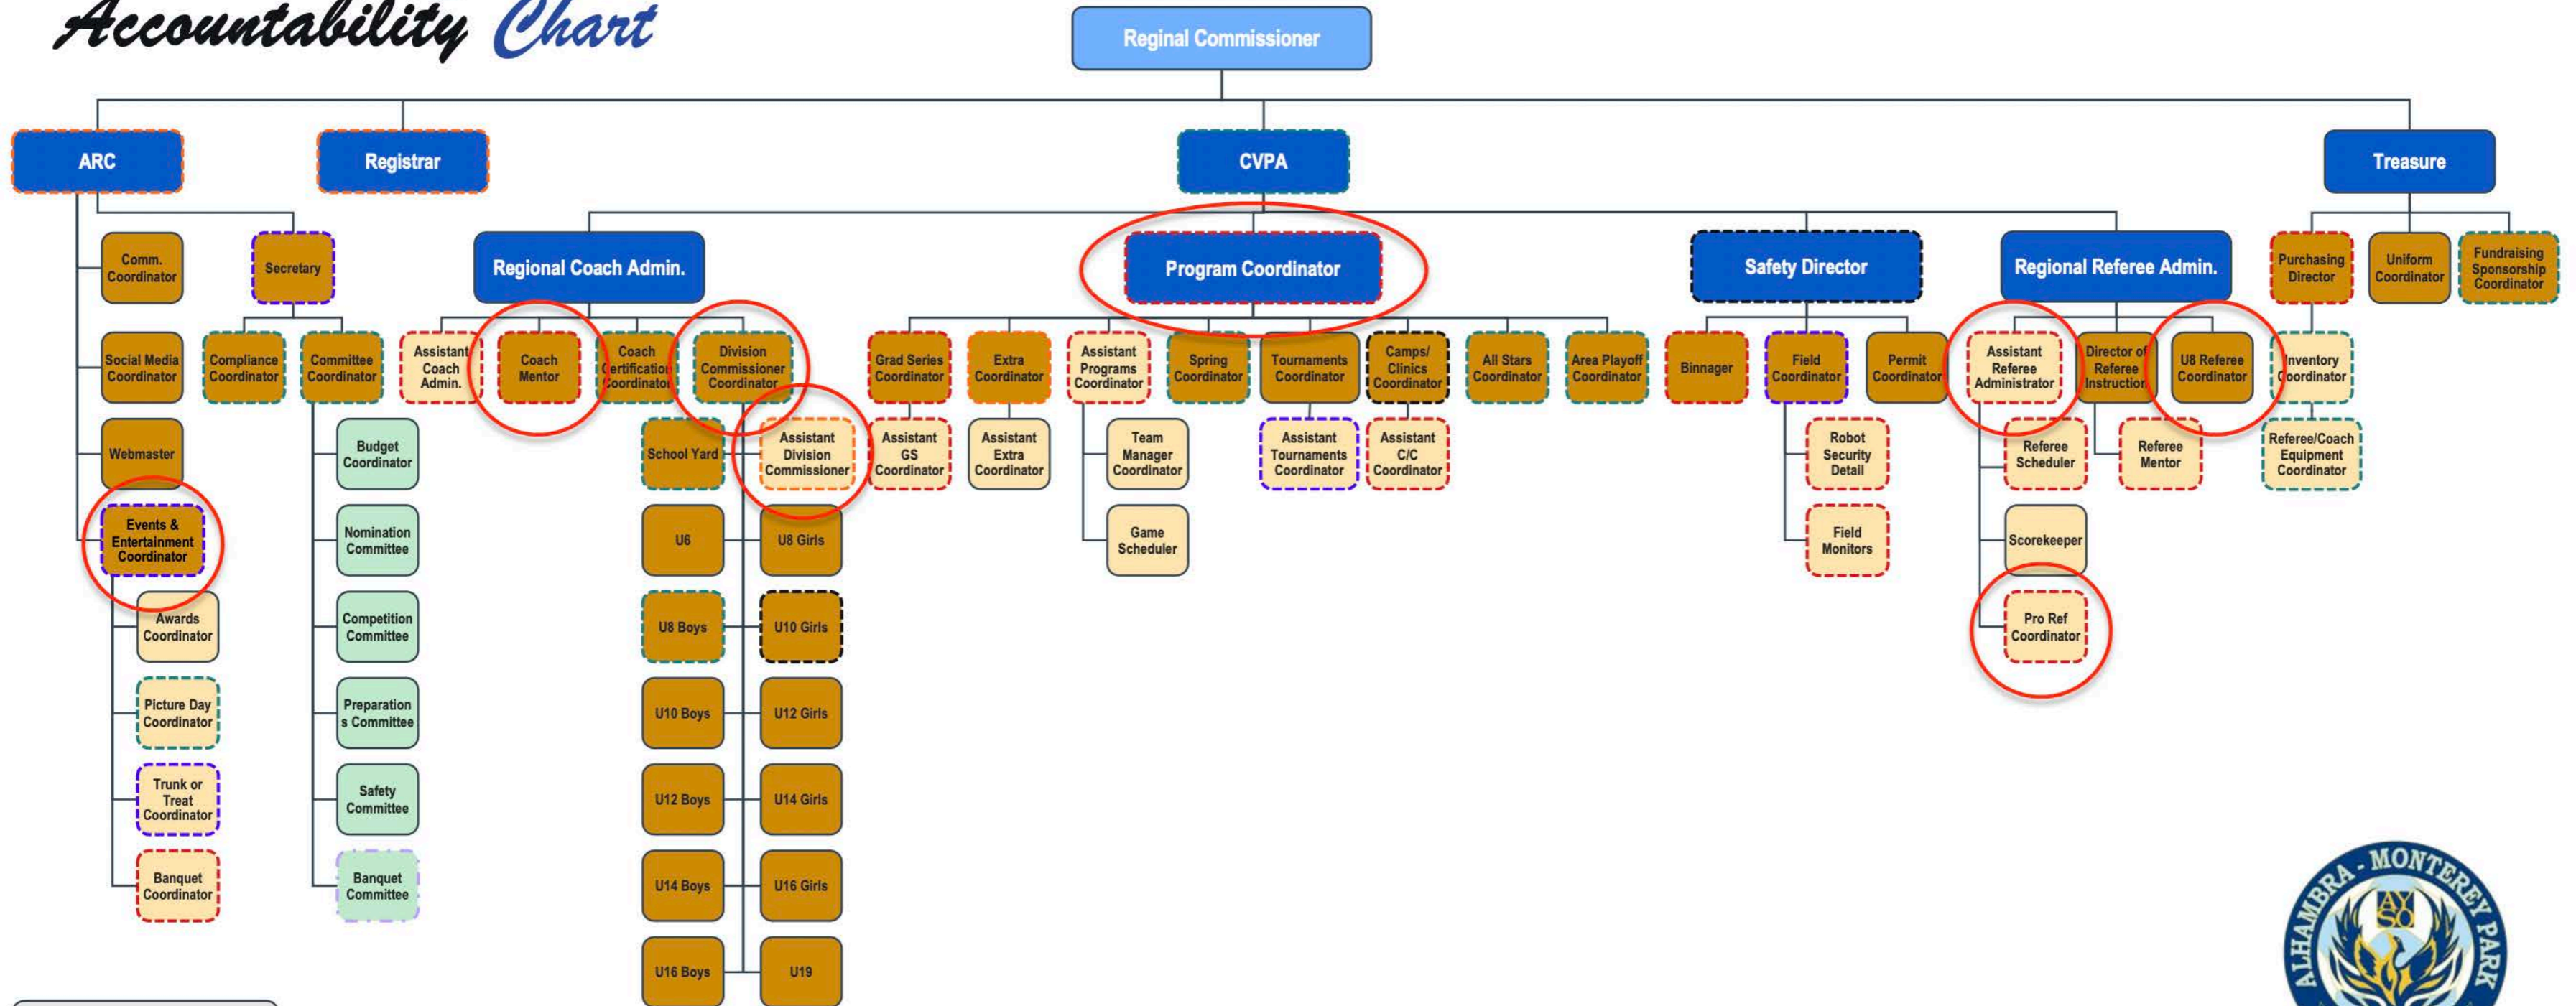 Accountability Chart
Reginal Commissioner
ARC
Registrar
CVPA
Treasure
Comm.
Coordinator
Secretary
Regional Coach Admin.
Program Coordinator
Safety Director
Regional Referee Admin.
Purchasing
Director
Uniform
Coordinator
Fundraising
Sponsorship
Coordinator
Social Media
Coordinator
Compliance
Coordinator
Committee
Coordinator
Assistant
Coach
Admin.
Coach
Mentor
Coach
Certification
Coordinator
Division
Commissioner
Coordinator
Grad Series
Coordinator
Extra
Coordinator
Assistant
Programs
Coordinator
Spring
Coordinator
Tournaments
Coordinator
Camps/
Clinics
Coordinator
All Stars
Coordinator
Area Playoff
Coordinator
Binnager
Field
Coordinator
Permit
Coordinator
Assistant
Referee
Administrator
Director of
Referee
Instruction
U8 Referee
Coordinator
Inventory
Coordinator
Webmaster
Budget
Coordinator
School Yard
Assistant
Division
Commissioner
Assistant
GS
Coordinator
Assistant
Extra
Coordinator
Team
Manager
Coordinator
Assistant
Tournaments
Coordinator
Assistant
C/C
Coordinator
Robot
Security
Detail
Referee
Scheduler
Referee
Mentor
Referee/Coach
Equipment
Coordinator
Events &
Entertainment
Coordinator
Nomination
Committee
U6
U8 Girls
Game
Scheduler
Field
Monitors
Scorekeeper
Awards
Coordinator
Competition
Committee
U8 Boys
U10 Girls
Pro Ref
Coordinator
Picture Day
Coordinator
Preparation
s Committee
U10 Boys
U12 Girls
Trunk or
Treat
Coordinator
Safety
Committee
U12 Boys
U14 Girls
Banquet
Coordinator
Banquet
Committee
U14 Boys
U16 Girls
U16 Boys
U19
ALHAMBRA - MONTEREY PARK
AY
SO